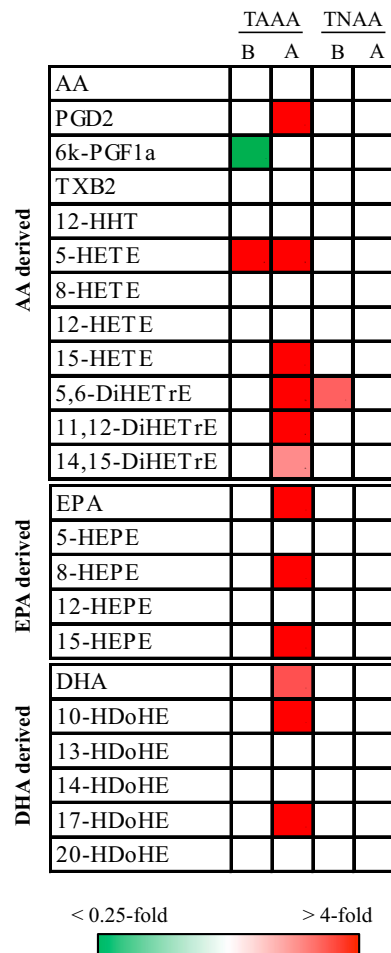 TAAA TNAA
B A B A
AA derived
AA
PGD2
6k-PGF1a
TXB2
12-HHT
5-HETE
8-HETE
12-HETE
15-HETE
5,6-DiHETrE
11,12-DiHETrE
14,15-DiHETrE
EPA derived
EPA
5-HEPE
8-HEPE
12-HEPE
15-HEPE
DHA derived
DHA
10-HDoHE
13-HDoHE
14-HDoHE
17-HDoHE
20-HDoHE
< 0.25-fold > 4-fold